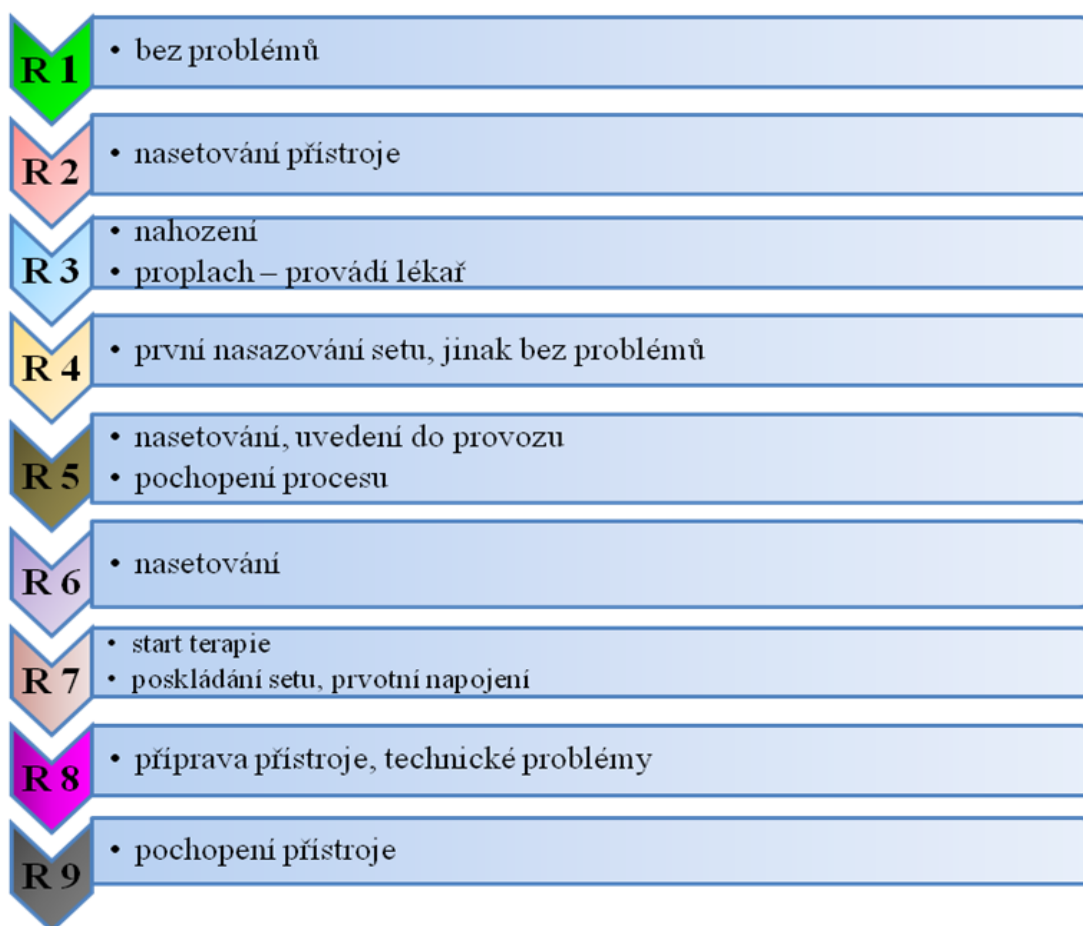 R 1
• bez problémů
R 2
• nasetování přístroje
R 3
• nahození
• proplach – provádí lékař
R 4
• první nasazování setu, jinak bez problémů
R 5
• nasetování, uvedení do provozu
• pochopení procesu
R 6
• nasetování
R 7
• start terapie
• poskládání setu, prvotní napojení
R 8
• příprava přístroje, technické problémy
R 9
• pochopení přístroje